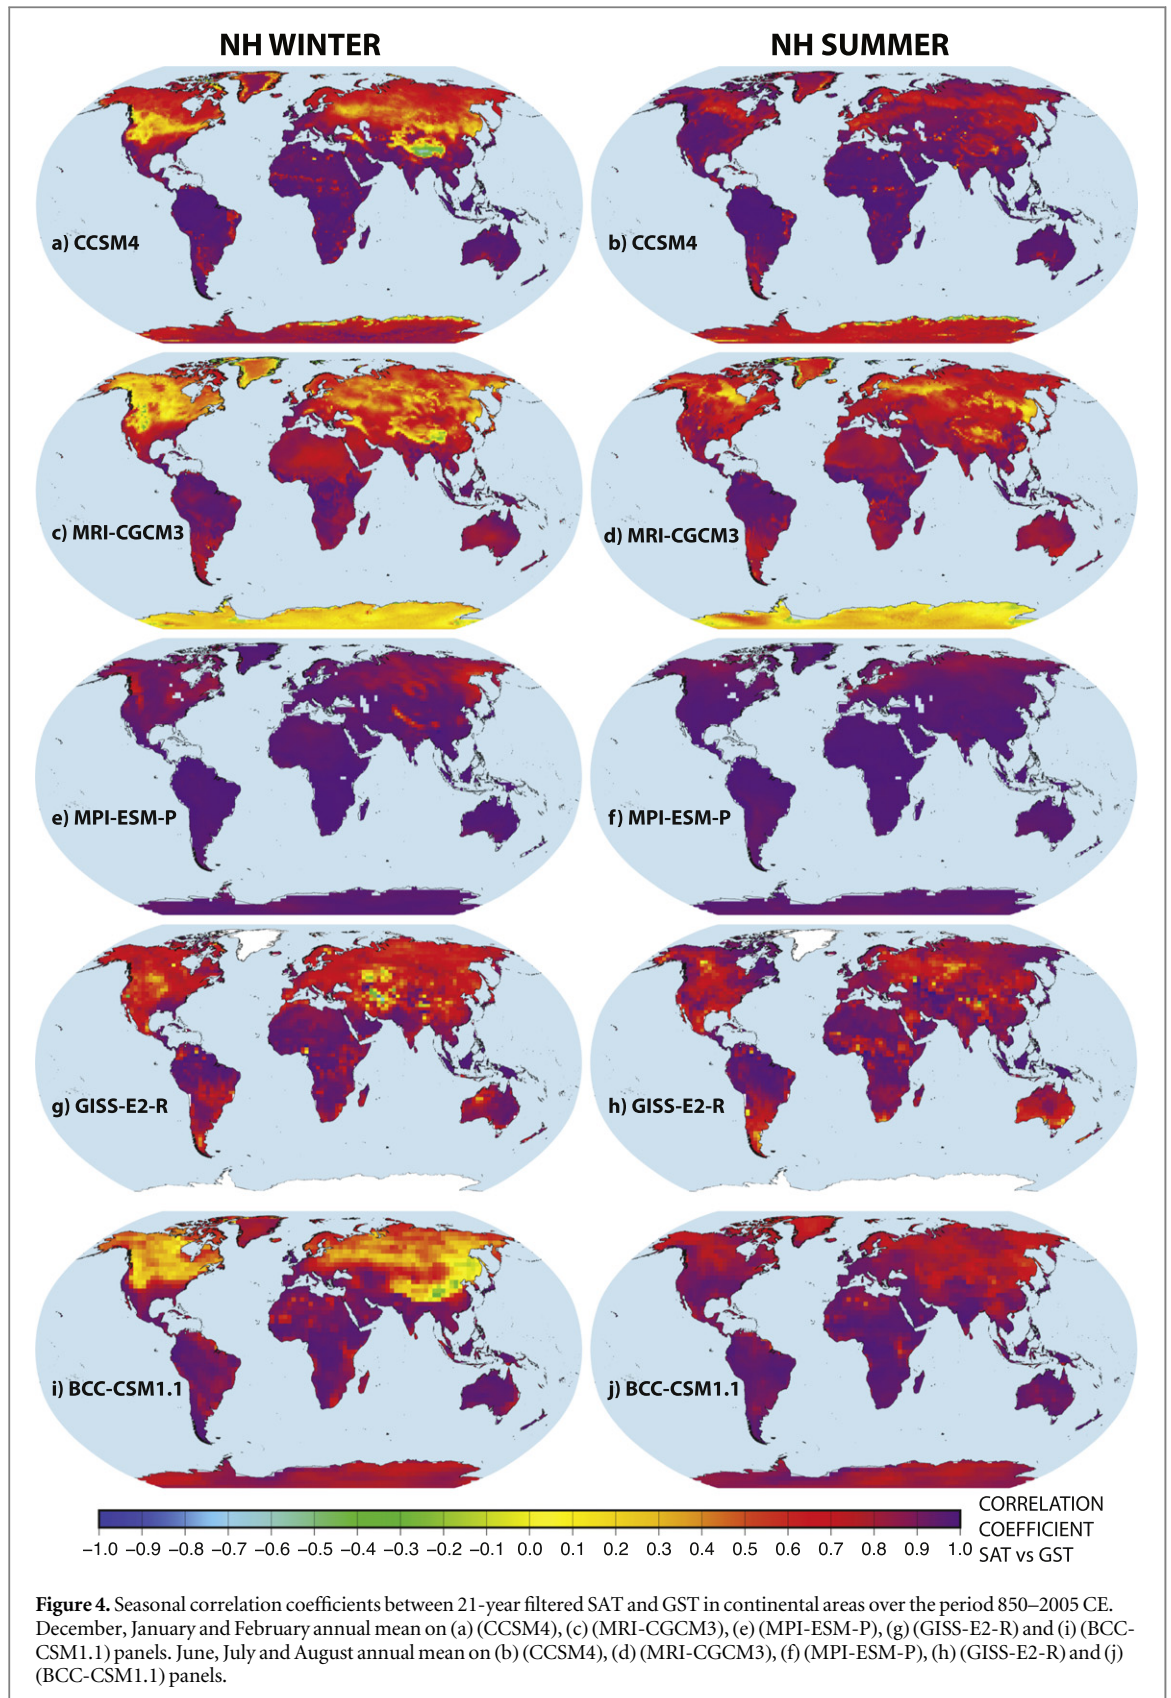 NH WINTER
NH SUMMER
a) CCSM4
b) CCSM4
c) MRI-CGCM3
d) MRI-CGCM3
e) MPI-ESM-P
f) MPI-ESM-P
g) GISS-E2-R
h) GISS-E2-R
i) BCC-CSM1.1
j) BCC-CSM1.1
−1.0 −0.9 −0.8 −0.7 −0.6 −0.5 −0.4 −0.3 −0.2 −0.1 0.0 0.1 0.2 0.3 0.4 0.5 0.6 0.7 0.8 0.9 1.0
CORRELATION
COEFFICIENT
SAT vs GST
Figure 4. Seasonal correlation coefficients between 21-year filtered SAT and GST in continental areas over the period 850–2005 CE.
December, January and February annual mean on (a) (CCSM4), (c) (MRI-CGCM3), (e) (MPI-ESM-P), (g) (GISS-E2-R) and (i) (BCC-
CSM1.1) panels. June, July and August annual mean on (b) (CCSM4), (d) (MRI-CGCM3), (f) (MPI-ESM-P), (h) (GISS-E2-R) and (j)
(BCC-CSM1.1) panels.